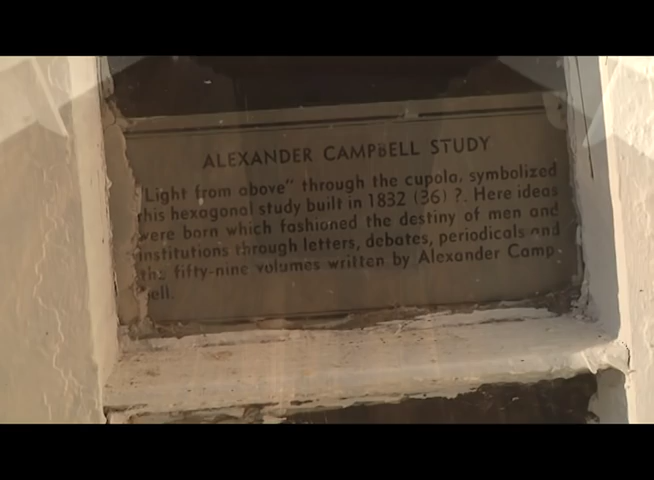 ALEXANDER CAMPBELL STUDY
"Light from above" through the cupola, symbolized
this hexagonal study built in 1832 (36) ?. Here ideas
were born which fashioned the destiny of men and
institutions through letters, debates, periodicals and
the fifty-nine volumes written by Alexander Camp-
bell.